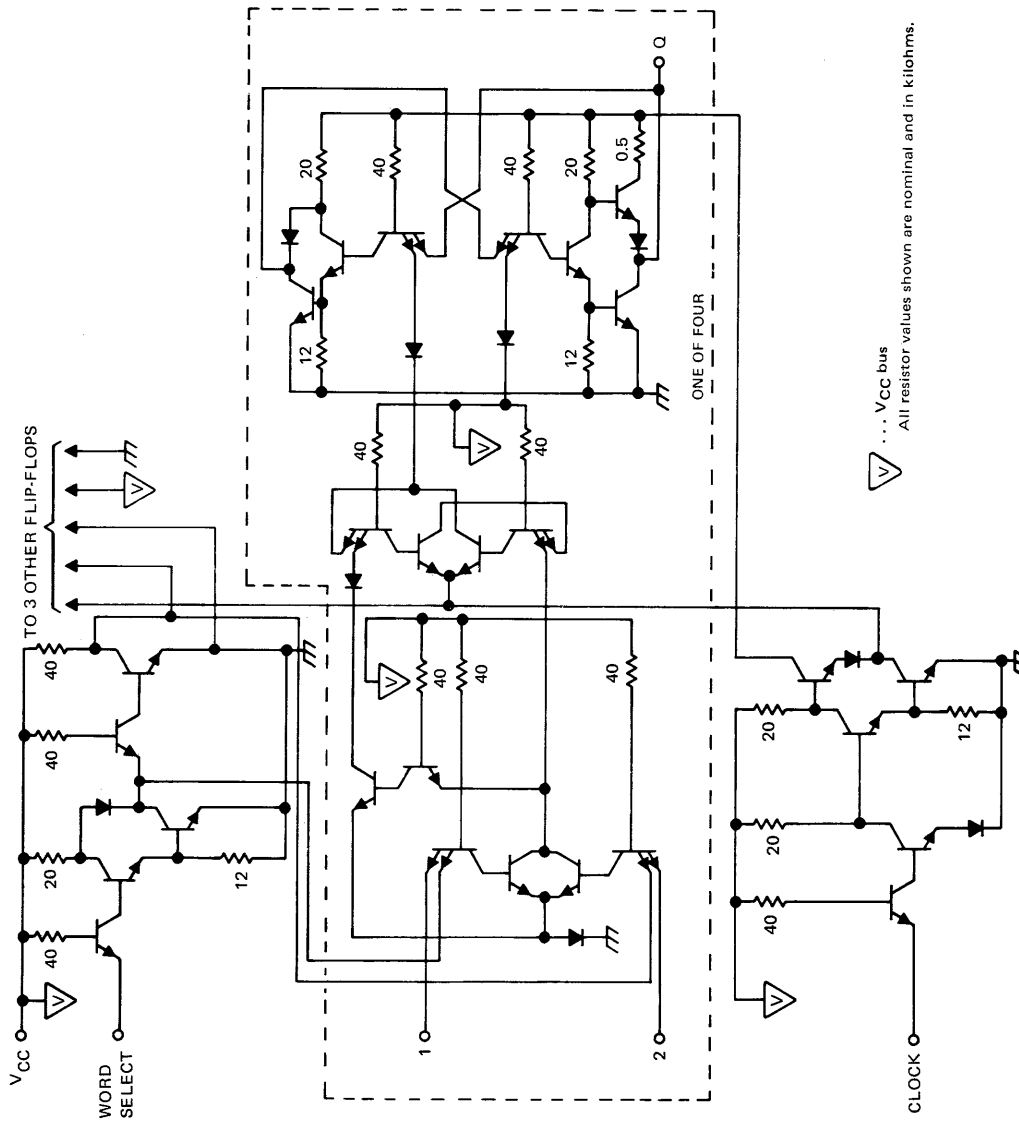 TO 3 OTHER FLIP-FLOPS
VCC
V
WORD
SELECT
40
20
12
40
40
V
1
2
V
40
40
40
40
V
40
12
20
40
40
20
12
0.5
Q
ONE OF FOUR
CLOCK
V
40
20
20
12
V ... VCC bus
All resistor values shown are nominal and in kilohms.